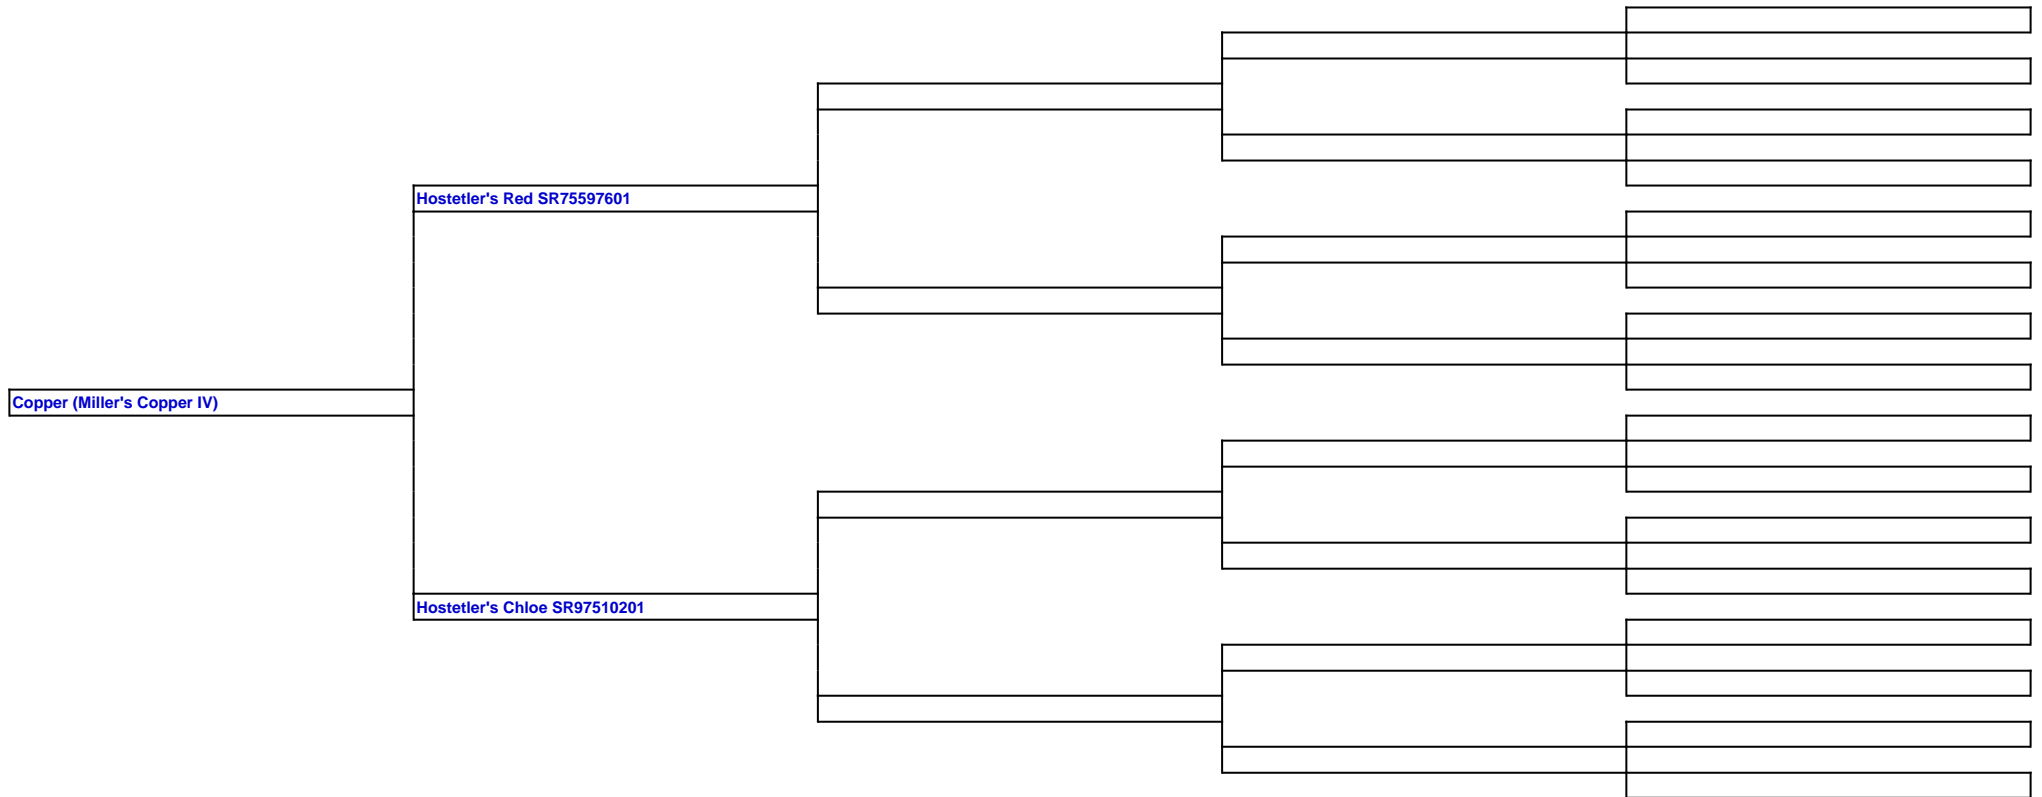 Hostetler's Red SR75597601
Copper (Miller's Copper IV)
Hostetler's Chloe SR97510201